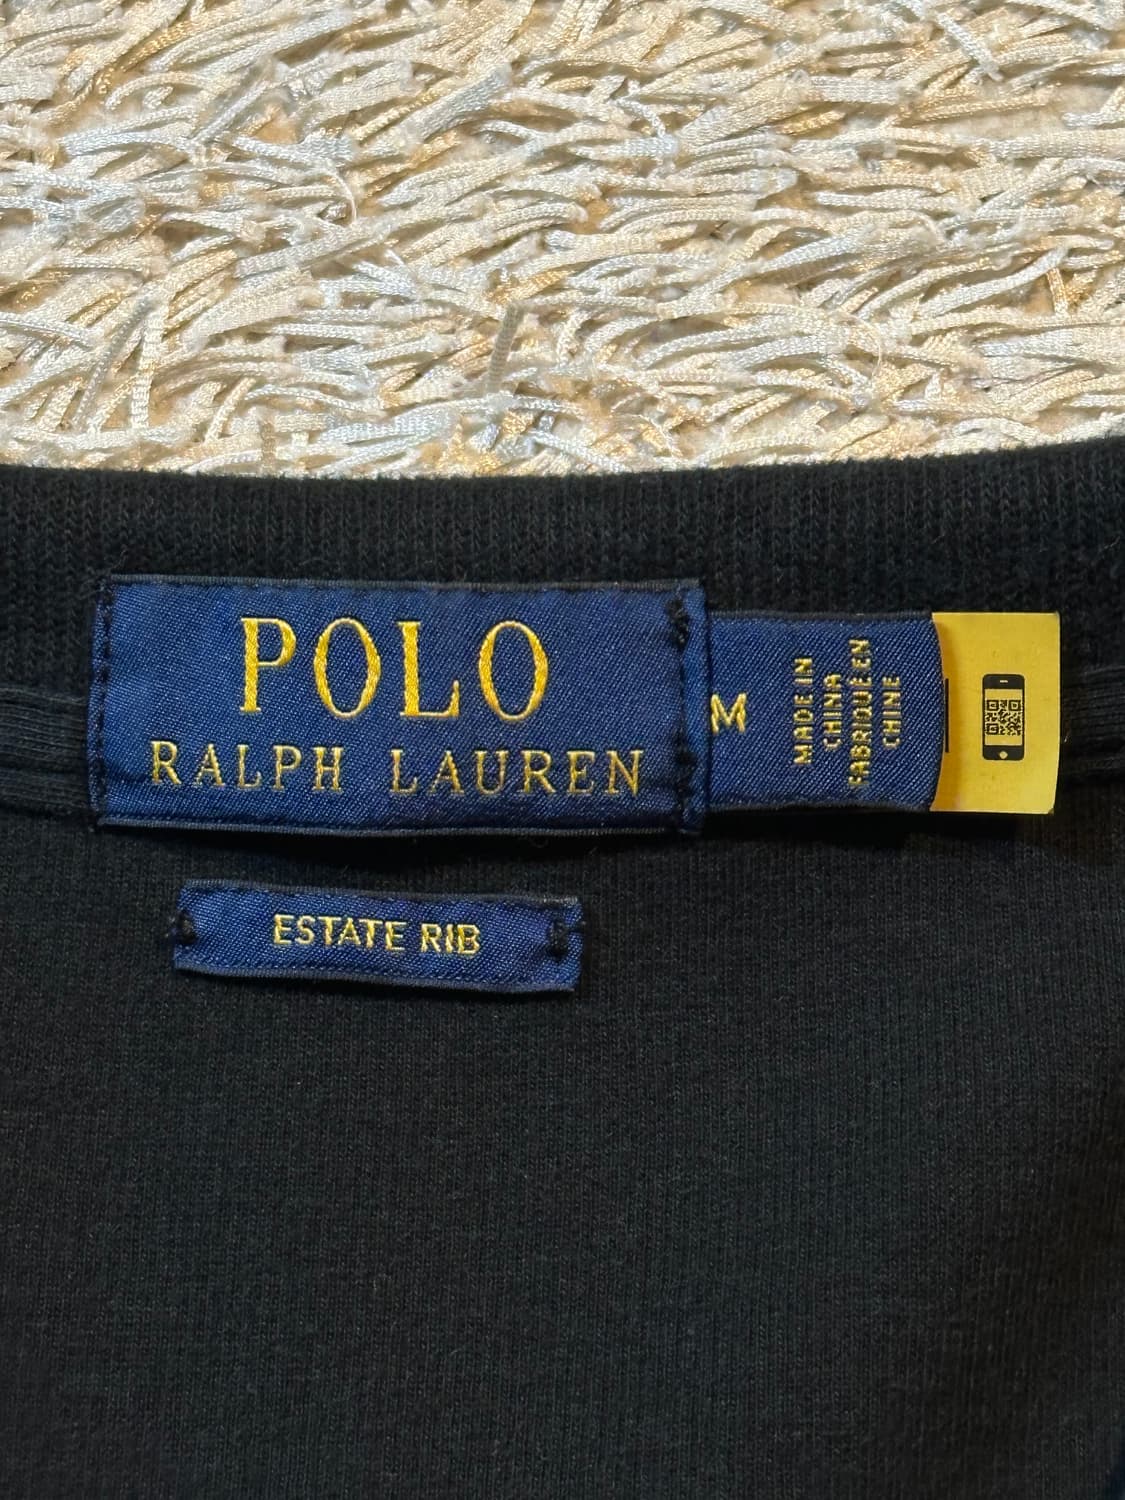 POLO
RALPH LAUREN
M
MADE IN
CHINA
FABRIQUÉ EN
CHINE
ESTATE RIB